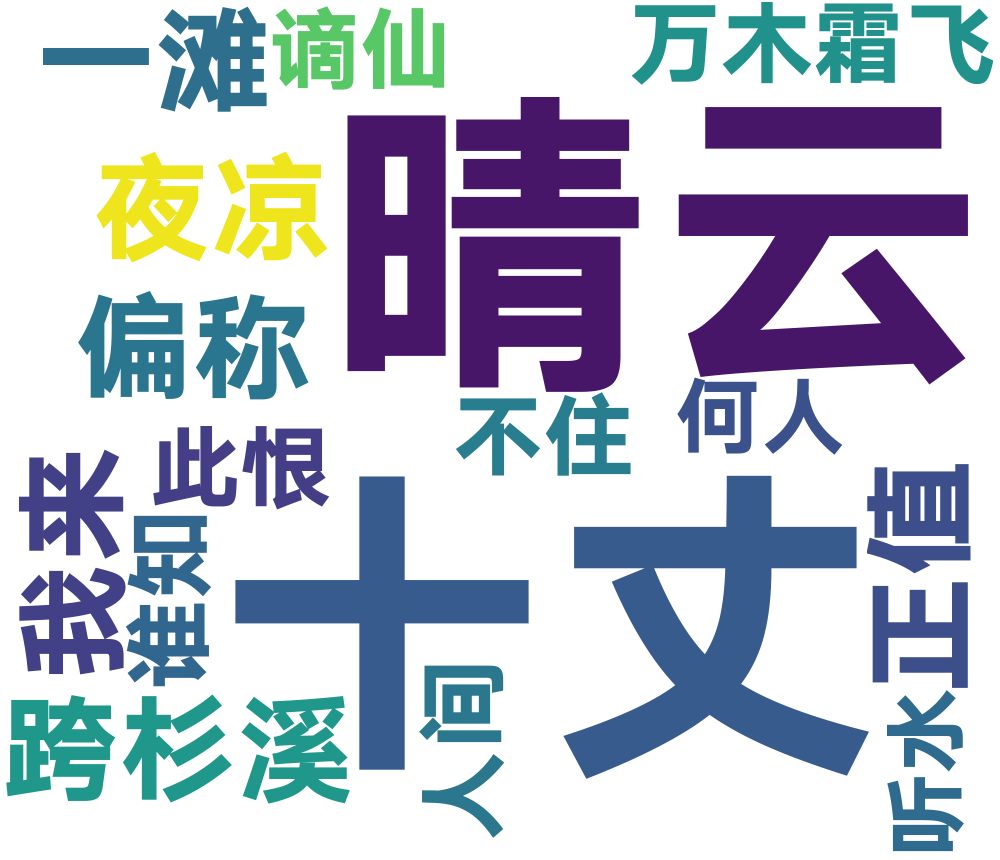 一滩
谪仙
万木霜飞
晴云
夜凉
偏称
不住
何人
此恨
我来
谁知
十丈
正值
人间
跨杉溪
听水